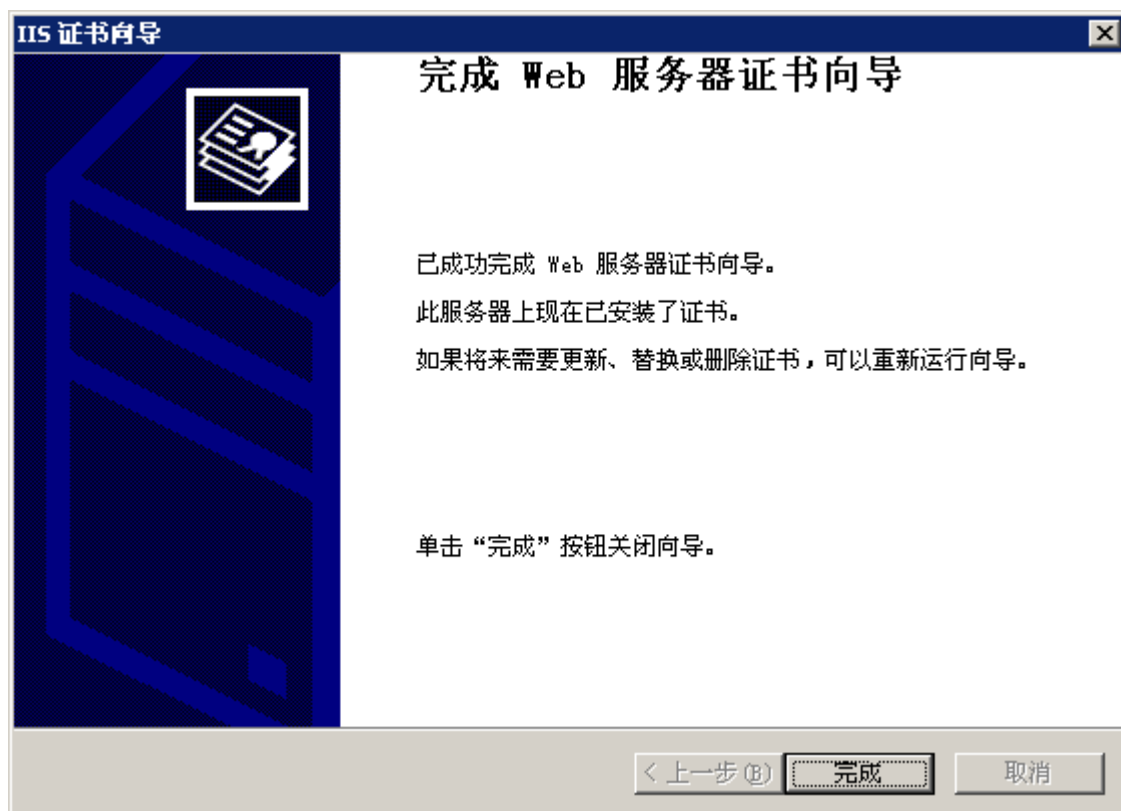 IIS 证书向导
完成 Web 服务器证书向导
已成功完成 Web 服务器证书向导。
此服务器上现在已安装了证书。
如果将来需要更新、替换或删除证书，可以重新运行向导。
单击“完成”按钮关闭向导。
< 上一步(B) 完成 取消